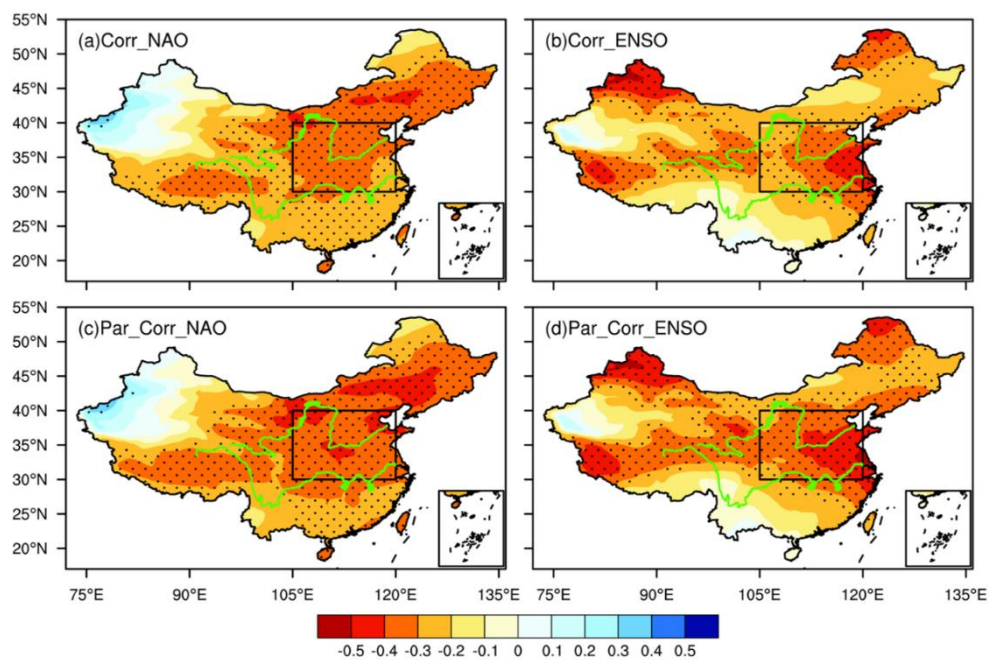 (a)Corr_NAO
(b)Corr_ENSO
55°N
50°N
45°N
40°N
35°N
30°N
25°N
20°N
(c)Par_Corr_NAO
(d)Par_Corr_ENSO
55°N
50°N
45°N
40°N
35°N
30°N
25°N
20°N
75°E 90°E 105°E 120°E 135°E 75°E 90°E 105°E 120°E 135°E
-0.5 -0.4 -0.3 -0.2 -0.1 0 0.1 0.2 0.3 0.4 0.5